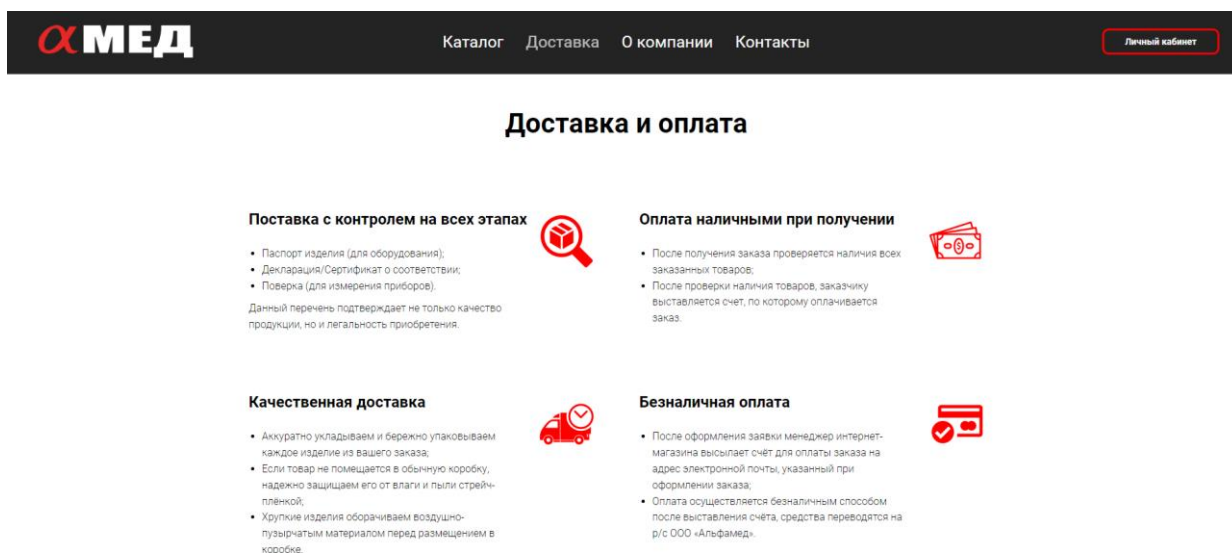 αМЕД
Каталог Доставка О компании Контакты
Личный кабинет
Доставка и оплата
Поставка с контролем на всех этапах
• Паспорт изделия (для оборудования);
• Декларация/Сертификат о соответствии;
• Поверка (для измерения приборов).
Данный перечень подтверждает не только качество
продукции, но и легальность приобретения.
Оплата наличными при получении
• После получения заказа проверяется наличия всех
заказанных товаров;
• После проверки наличия товаров, заказчику
выставляется счет, по которому оплачивается
заказ.
Качественная доставка
• Аккуратно укладываем и бережно упаковываем
каждое изделие из вашего заказа;
• Если товар не помещается в обычную коробку,
надежно защищаем его от влаги и пыли стрейч-
плёнкой;
• Хрупкие изделия оборачиваем воздушно-
пузырчатым материалом перед размещением в
коробке.
Безналичная оплата
• После оформления заявки менеджер интернет-
магазина высылает счёт для оплаты заказа на
адрес электронной почты, указанный при
оформлении заказа;
• Оплата осуществляется безналичным способом
после выставления счёта, средства переводятся на
р/с ООО «Альфамед».